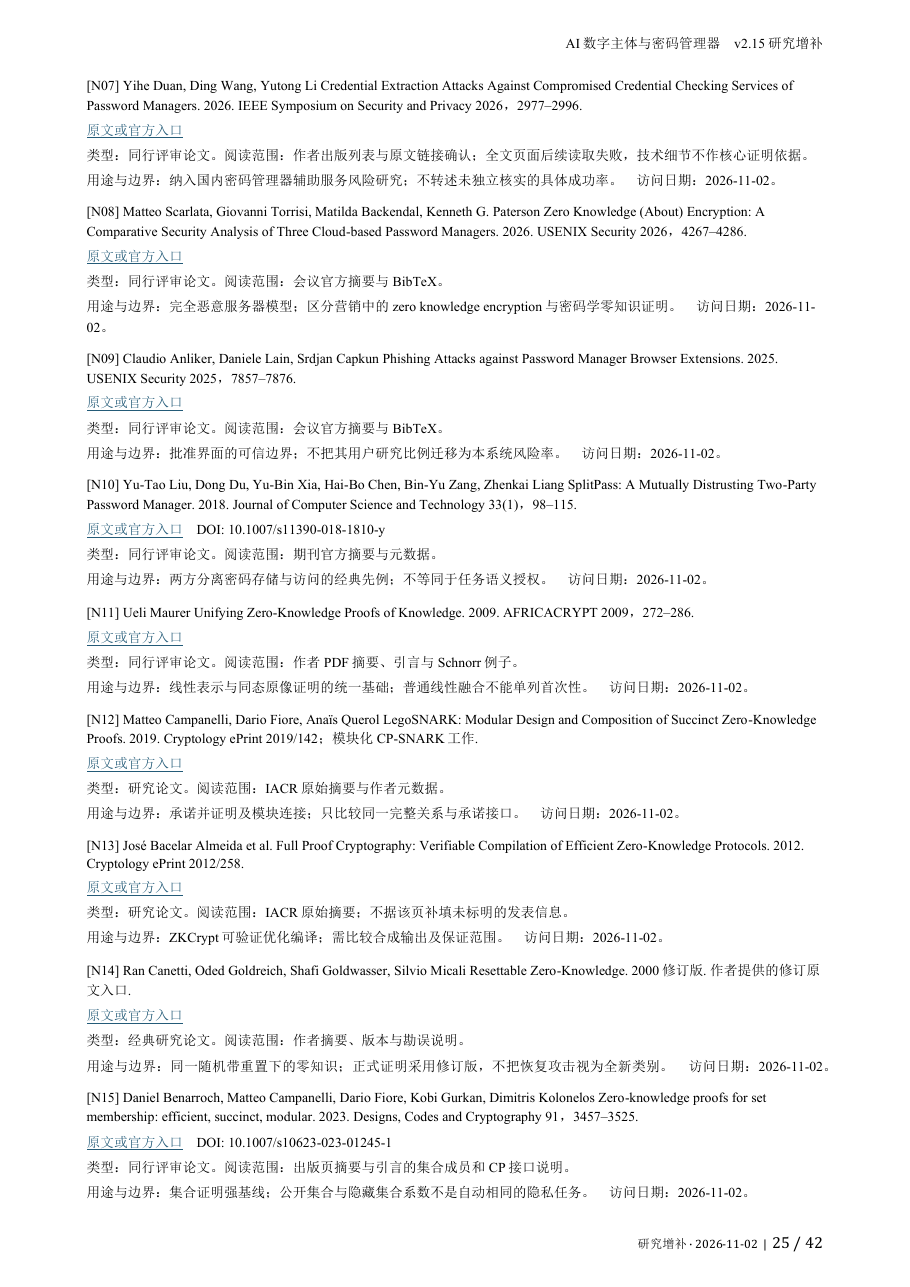 AI 数字主体与密码管理器 v2.15 研究增补
[N07] Yihe Duan, Ding Wang, Yutong Li Credential Extraction Attacks Against Compromised Credential Checking Services of
Password Managers. 2026. IEEE Symposium on Security and Privacy 2026，2977–2996.
原文或官方入口
类型：同行评审论文。阅读范围：作者出版列表与原文链接确认；全文页面后续读取失败，技术细节不作核心证明依据。
用途与边界：纳入国内密码管理器辅助服务风险研究；不转述未独立核实的具体成功率。 访问日期：2026-11-02。
[N08] Matteo Scarlata, Giovanni Torrisi, Matilda Backendal, Kenneth G. Paterson Zero Knowledge (About) Encryption: A
Comparative Security Analysis of Three Cloud-based Password Managers. 2026. USENIX Security 2026，4267–4286.
原文或官方入口
类型：同行评审论文。阅读范围：会议官方摘要与 BibTeX。
用途与边界：完全恶意服务器模型；区分营销中的 zero knowledge encryption 与密码学零知识证明。 访问日期：2026-11-
02。
[N09] Claudio Anliker, Daniele Lain, Srdjan Capkun Phishing Attacks against Password Manager Browser Extensions. 2025.
USENIX Security 2025，7857–7876.
原文或官方入口
类型：同行评审论文。阅读范围：会议官方摘要与 BibTeX。
用途与边界：批准界面的可信边界；不把其用户研究比例迁移为本系统风险率。 访问日期：2026-11-02。
[N10] Yu-Tao Liu, Dong Du, Yu-Bin Xia, Hai-Bo Chen, Bin-Yu Zang, Zhenkai Liang SplitPass: A Mutually Distrusting Two-Party
Password Manager. 2018. Journal of Computer Science and Technology 33(1)，98–115.
原文或官方入口 DOI: 10.1007/s11390-018-1810-y
类型：同行评审论文。阅读范围：期刊官方摘要与元数据。
用途与边界：两方分离密码存储与访问的经典先例；不等同于任务语义授权。 访问日期：2026-11-02。
[N11] Ueli Maurer Unifying Zero-Knowledge Proofs of Knowledge. 2009. AFRICACRYPT 2009，272–286.
原文或官方入口
类型：同行评审论文。阅读范围：作者 PDF 摘要、引言与 Schnorr 例子。
用途与边界：线性表示与同态原像证明的统一基础；普通线性融合不能单列首次性。 访问日期：2026-11-02。
[N12] Matteo Campanelli, Dario Fiore, Anaïs Querol LegoSNARK: Modular Design and Composition of Succinct Zero-Knowledge
Proofs. 2019. Cryptology ePrint 2019/142；模块化 CP-SNARK 工作.
原文或官方入口
类型：研究论文。阅读范围：IACR 原始摘要与作者元数据。
用途与边界：承诺并证明及模块连接；只比较同一完整关系与承诺接口。 访问日期：2026-11-02。
[N13] José Bacelar Almeida et al. Full Proof Cryptography: Verifiable Compilation of Efficient Zero-Knowledge Protocols. 2012.
Cryptology ePrint 2012/258.
原文或官方入口
类型：研究论文。阅读范围：IACR 原始摘要；不据该页补填未标明的发表信息。
用途与边界：ZKCrypt 可验证优化编译；需比较合成输出及保证范围。 访问日期：2026-11-02。
[N14] Ran Canetti, Oded Goldreich, Shafi Goldwasser, Silvio Micali Resettable Zero-Knowledge. 2000 修订版. 作者提供的修订原
文入口.
原文或官方入口
类型：经典研究论文。阅读范围：作者摘要、版本与勘误说明。
用途与边界：同一随机带重置下的零知识；正式证明采用修订版，不把恢复攻击视为全新类别。 访问日期：2026-11-02。
[N15] Daniel Benarroch, Matteo Campanelli, Dario Fiore, Kobi Gurkan, Dimitris Kolonelos Zero-knowledge proofs for set
membership: efficient, succinct, modular. 2023. Designs, Codes and Cryptography 91，3457–3525.
原文或官方入口 DOI: 10.1007/s10623-023-01245-1
类型：同行评审论文。阅读范围：出版页摘要与引言的集合成员和 CP 接口说明。
用途与边界：集合证明强基线；公开集合与隐藏集合系数不是自动相同的隐私任务。 访问日期：2026-11-02。
研究增补 · 2026-11-02 | 25 / 42